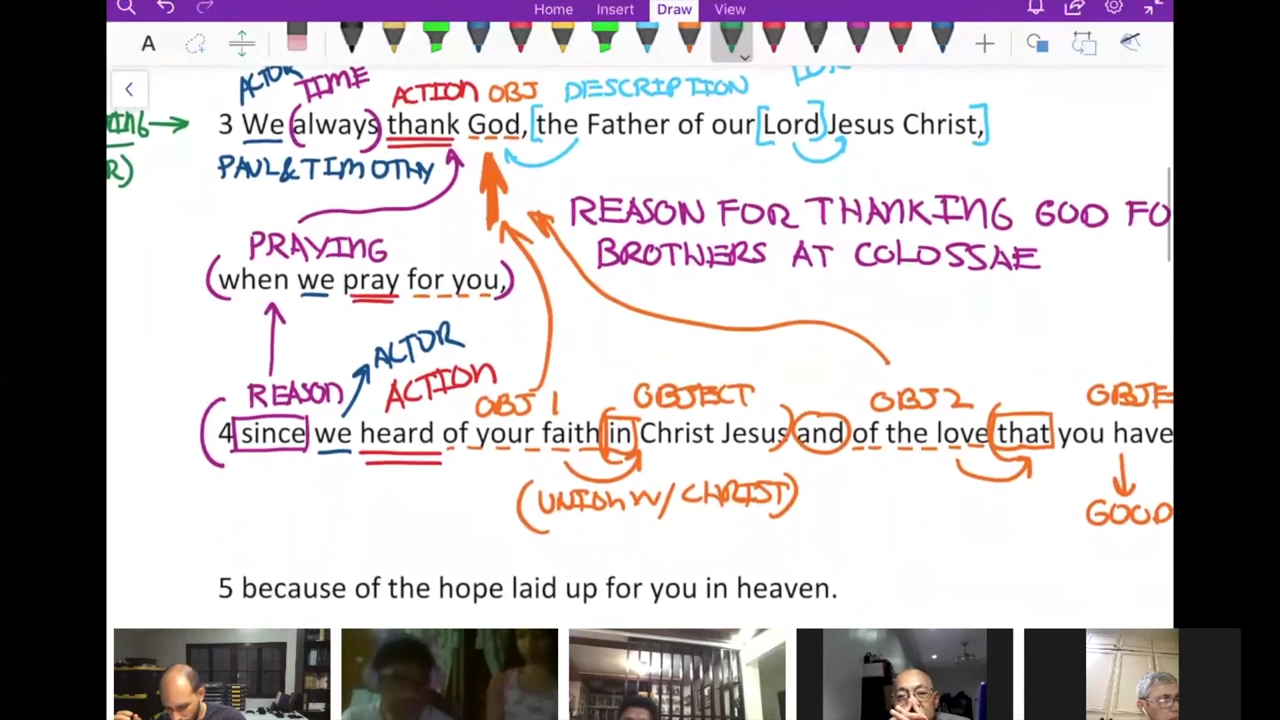 Home Insert Draw View
A
ACTOR TIME ACTION OBJ DESCRIPTION
3 We always thank God, the Father of our Lord Jesus Christ,
R) PAUL & TIMOTHY
REASON FOR THANKING GOD FO
BROTHERS AT COLOSSAE
PRAYING
(when we pray for you,)
ACTOR
REASON ACTION OBJ 1 OBJECT OBJ 2 OBJE
(4 since we heard of your faith in Christ Jesus) and of the love (that you have
(UNION W/ CHRIST) GOOD
5 because of the hope laid up for you in heaven.